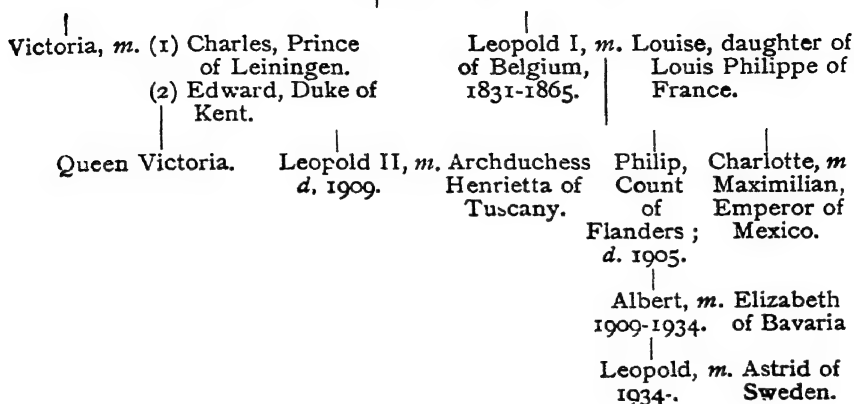 Victoria, m. (1) Charles, Prince of Leiningen.
(2) Edward, Duke of Kent.
Leopold I, m. Louise, daughter of
of Belgium, Louis Philippe of
1831-1865. France.
Queen Victoria.
Leopold II, m. Archduchess
d. 1909. Henrietta of
Tuscany.
Philip,
Count
of
Flanders ;
d. 1905.
Charlotte, m
Maximilian,
Emperor of
Mexico.
Albert, m. Elizabeth
1909-1934. of Bavaria
Leopold, m. Astrid of
1934-. Sweden.